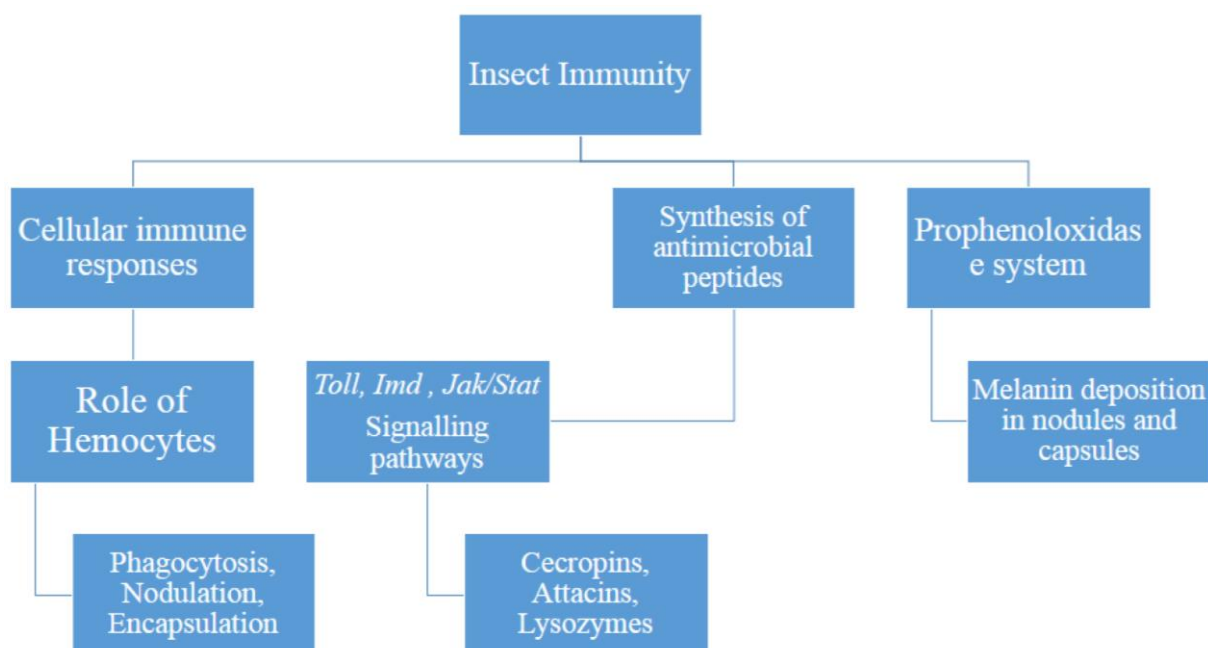 Insect Immunity
Cellular immune
responses
Synthesis of
antimicrobial
peptides
Prophenoloxidas
e system
Role of
Hemocytes
Toll, Imd , Jak/Stat
Signalling
pathways
Melanin deposition
in nodules and
capsules
Phagocytosis,
Nodulation,
Encapsulation
Cecropins,
Attacins,
Lysozymes